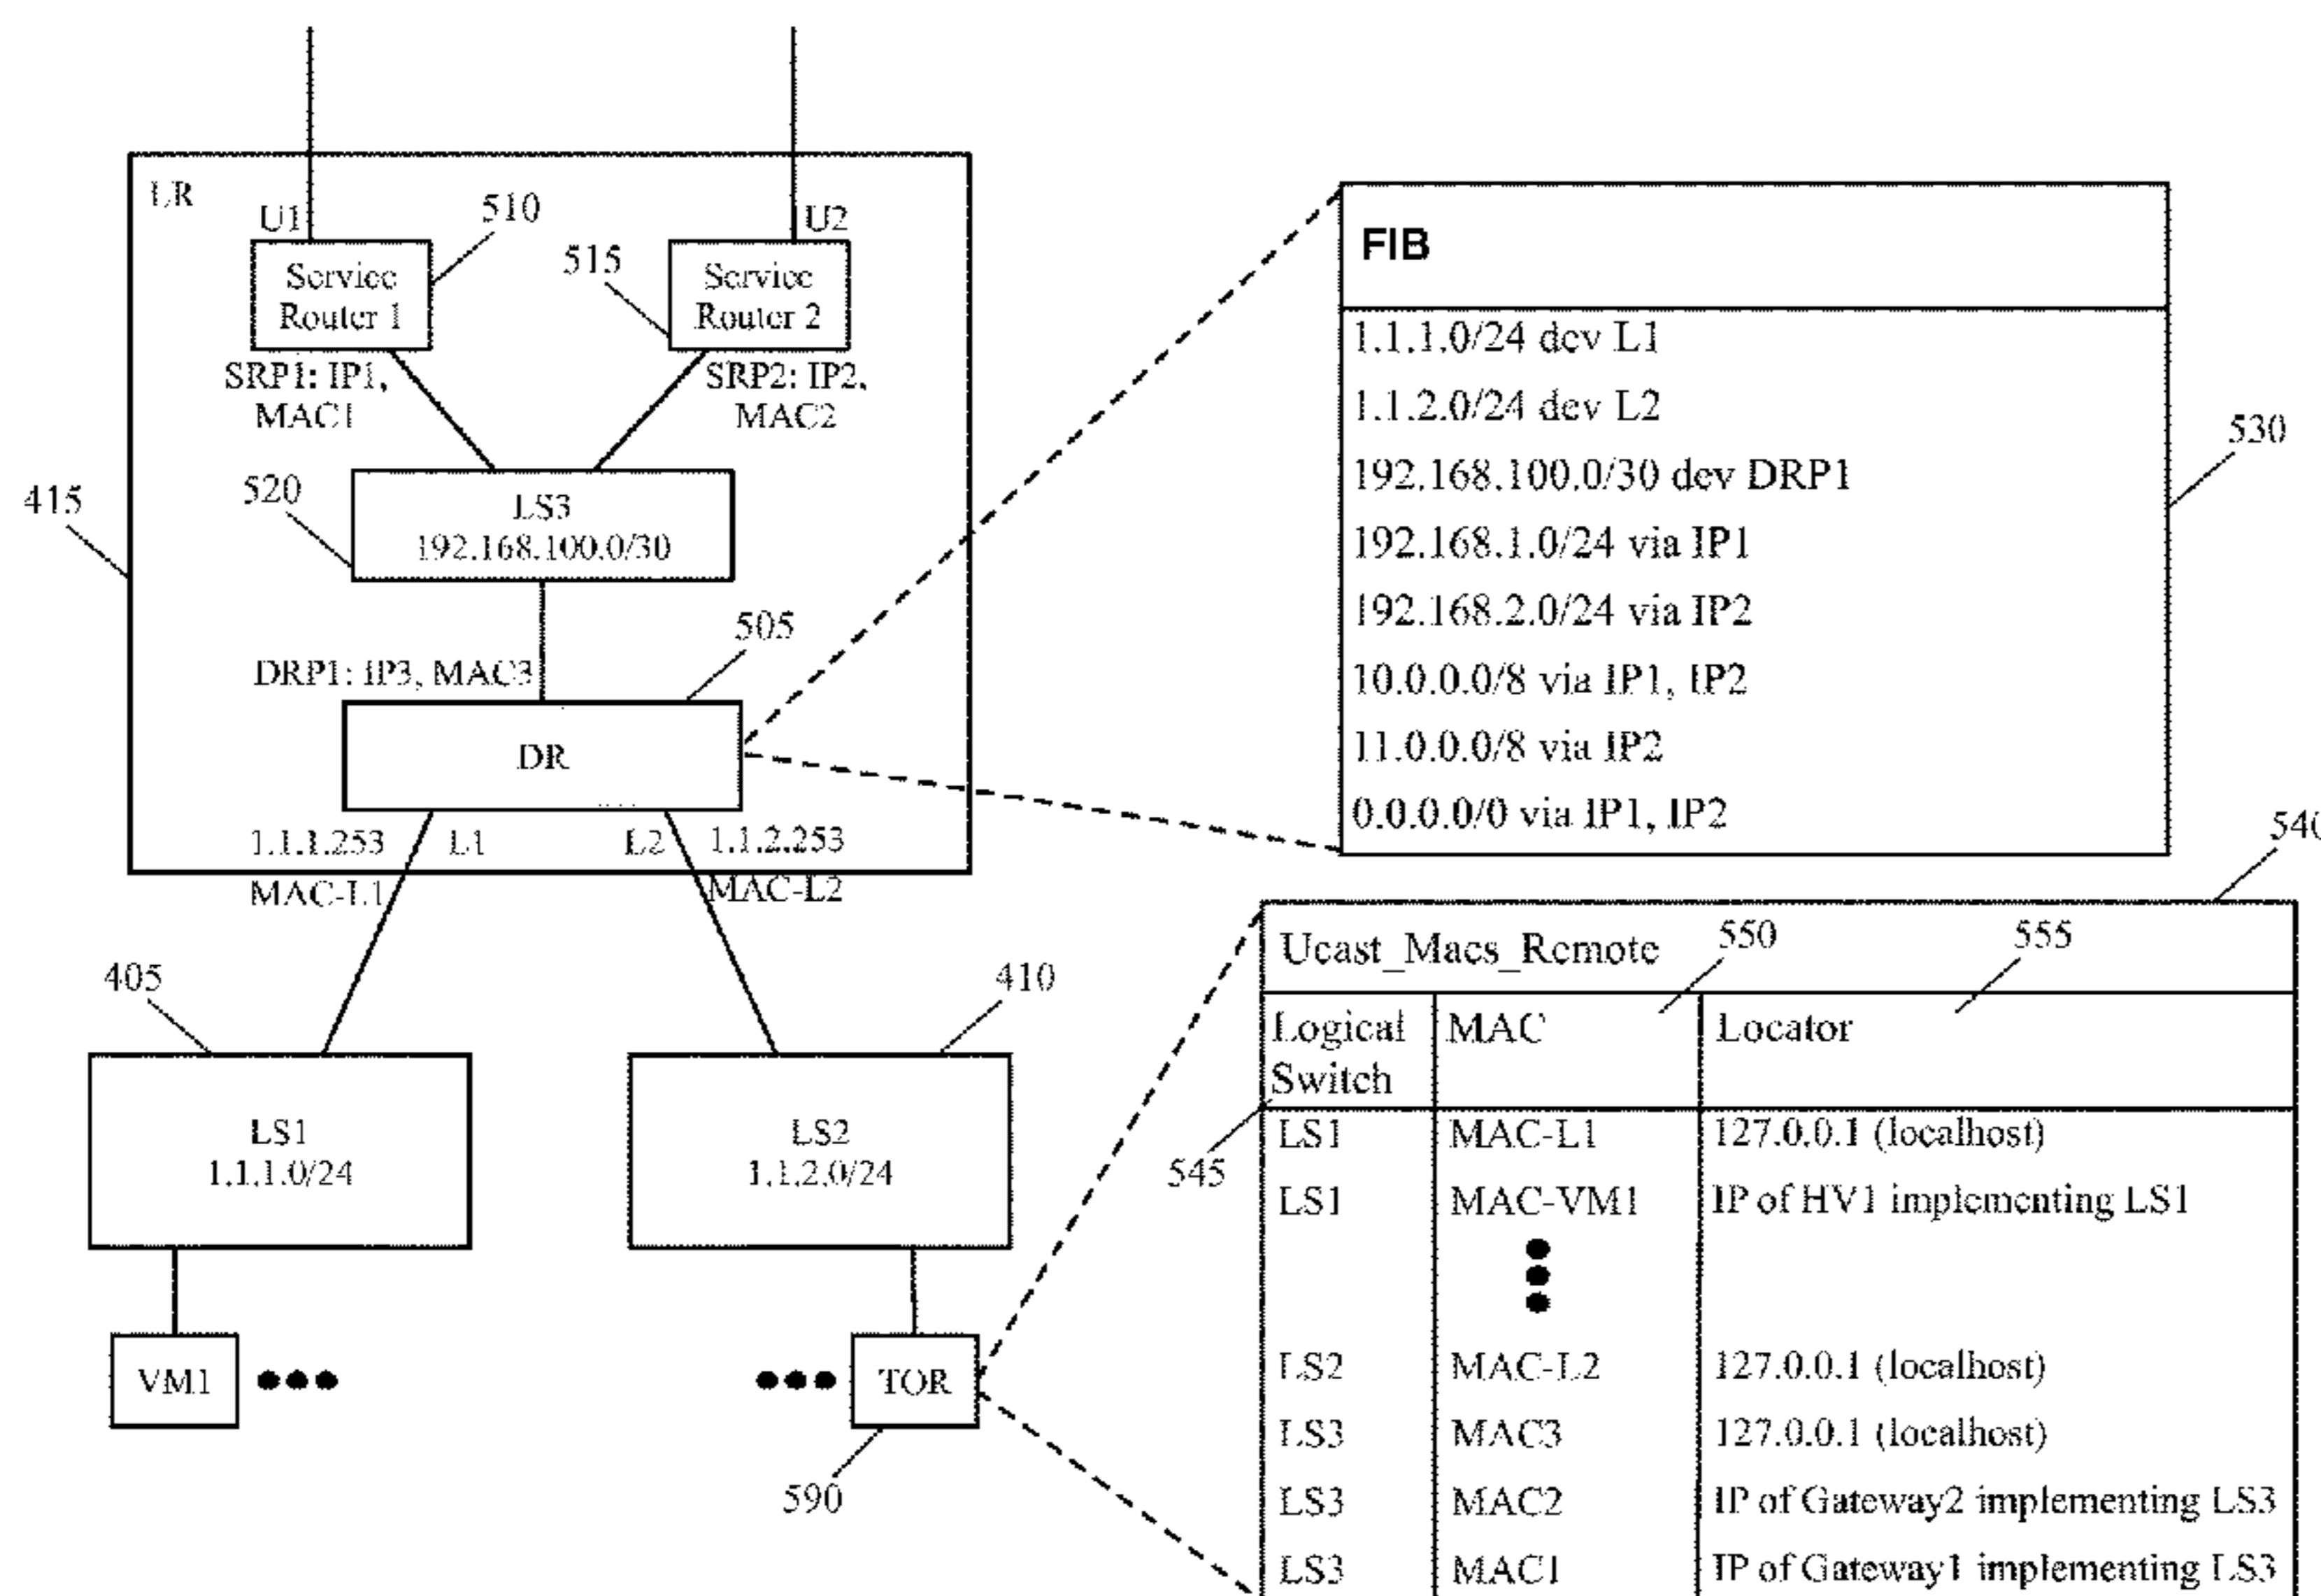 LR
U1
510
515
U2
Service
Router 1
Service
Router 2
SRP1: IP1,
MAC1
SRP2: IP2,
MAC2
415
520
LS3
192.168.100.0/30
505
DRP1: IP3, MAC3
DR
1.1.1.253
L1
L2
1.1.2.253
MAC-L1
MAC-L2
405
410
LS1
1.1.1.0/24
LS2
1.1.2.0/24
VM1
TOR
590
FIB
1.1.1.0/24 dev L1
1.1.2.0/24 dev L2
192.168.100.0/30 dev DRP1
192.168.1.0/24 via IP1
192.168.2.0/24 via IP2
10.0.0.0/8 via IP1, IP2
11.0.0.0/8 via IP2
0.0.0.0/0 via IP1, IP2
530
Ucast_Macs_Remote
550
555
Logical
Switch
MAC
Locator
545
LS1 MAC-L1 127.0.0.1 (localhost)
LS1 MAC-VM1 IP of HV1 implementing LS1
LS2 MAC-L2 127.0.0.1 (localhost)
LS3 MAC3 127.0.0.1 (localhost)
LS3 MAC2 IP of Gateway2 implementing LS3
LS3 MAC1 IP of Gateway1 implementing LS3